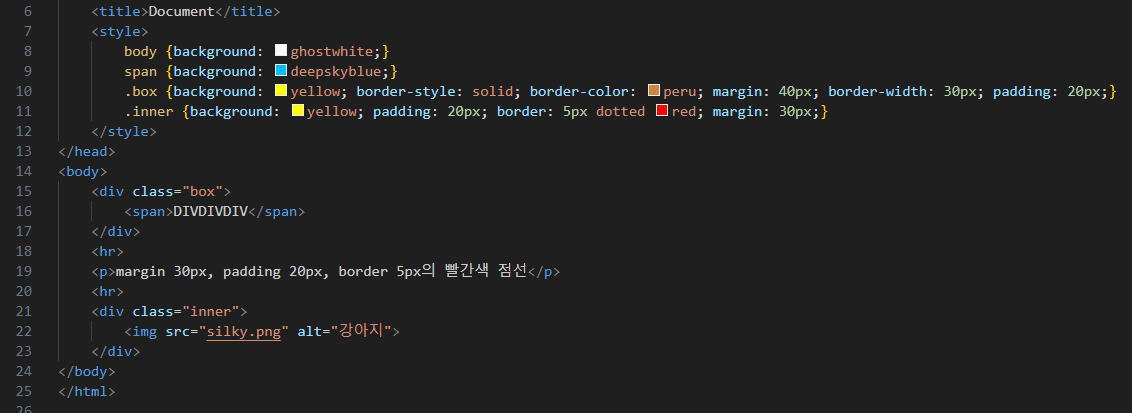 6 <title>Document</title>
7 <style>
8 body {background: ghostwhite;}
9 span {background: deepskyblue;}
10 .box {background: yellow; border-style: solid; border-color: peru; margin: 40px; border-width: 30px; padding: 20px;}
11 .inner {background: yellow; padding: 20px; border: 5px dotted red; margin: 30px;}
12 </style>
13 </head>
14 <body>
15 <div class="box">
16 <span>DIVDIVDIV</span>
17 </div>
18 <hr>
19 <p>margin 30px, padding 20px, border 5px의 빨간색 점선</p>
20 <hr>
21 <div class="inner">
22 <img src="silky.png" alt="강아지">
23 </div>
24 </body>
25 </html>
26